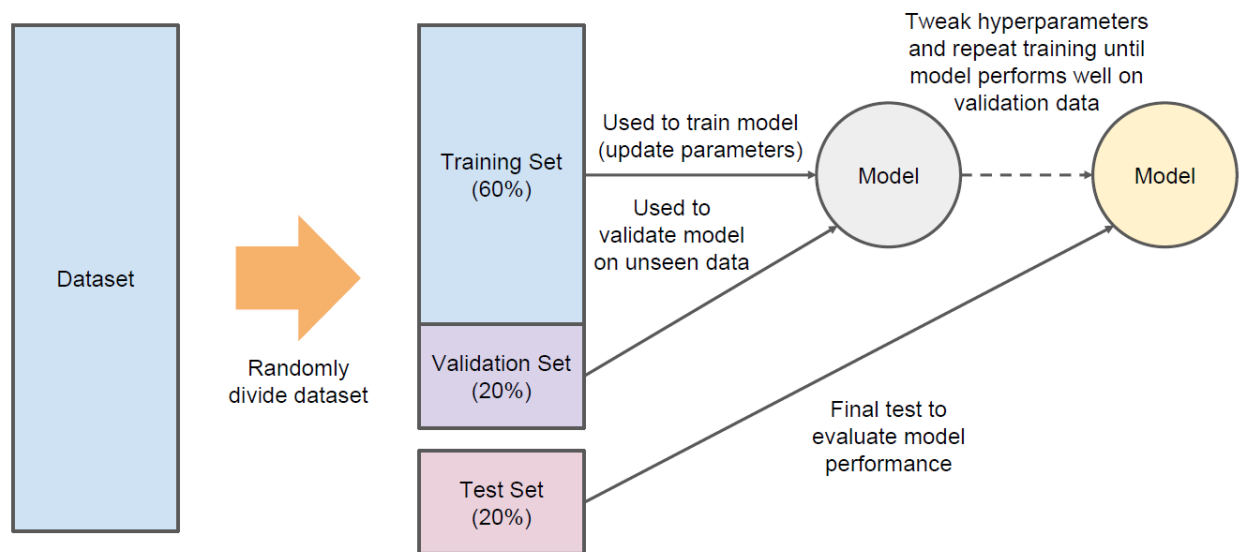 Dataset
Randomly
divide dataset
Training Set
(60%)
Validation Set
(20%)
Test Set
(20%)
Used to train model
(update parameters)
Used to
validate model
on unseen data
Model
Tweak hyperparameters
and repeat training until
model performs well on
validation data
Model
Final test to
evaluate model
performance